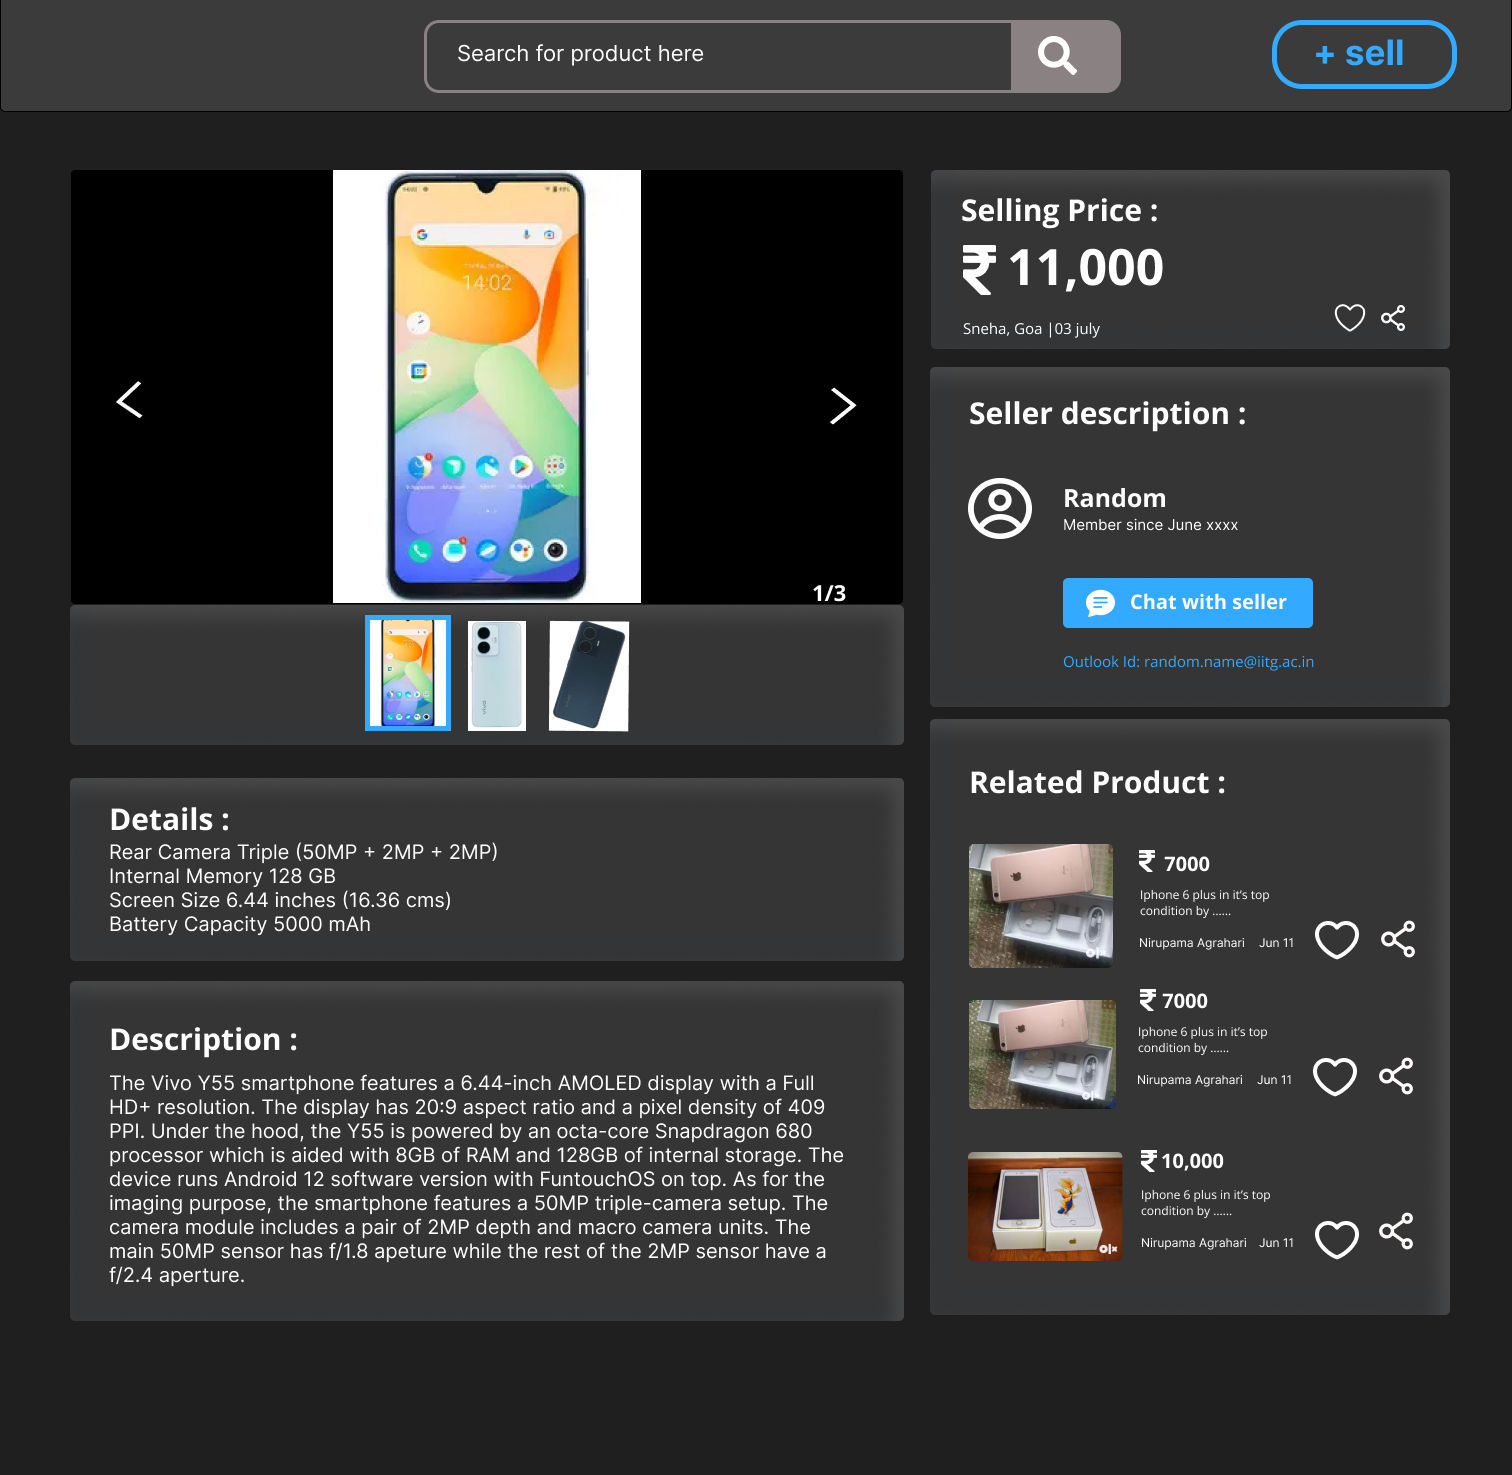 Search for product here
+ sell
14:02
1/3
Selling Price :
₹ 11,000
Sneha, Goa |03 july
Seller description :
Random
Member since June xxxx
Chat with seller
Outlook Id: random.name@iitg.ac.in
Details :
Rear Camera Triple (50MP + 2MP + 2MP)
Internal Memory 128 GB
Screen Size 6.44 inches (16.36 cms)
Battery Capacity 5000 mAh
Description :
The Vivo Y55 smartphone features a 6.44-inch AMOLED display with a Full
HD+ resolution. The display has 20:9 aspect ratio and a pixel density of 409
PPI. Under the hood, the Y55 is powered by an octa-core Snapdragon 680
processor which is aided with 8GB of RAM and 128GB of internal storage. The
device runs Android 12 software version with FuntouchOS on top. As for the
imaging purpose, the smartphone features a 50MP triple-camera setup. The
camera module includes a pair of 2MP depth and macro camera units. The
main 50MP sensor has f/1.8 apeture while the rest of the 2MP sensor have a
f/2.4 aperture.
Related Product :
₹ 7000
Iphone 6 plus in it's top
condition by ......
Nirupama Agrahari Jun 11
olx
₹ 7000
Iphone 6 plus in it's top
condition by ......
Nirupama Agrahari Jun 11
olx
₹ 10,000
Iphone 6 plus in it's top
condition by ......
Nirupama Agrahari Jun 11
olx